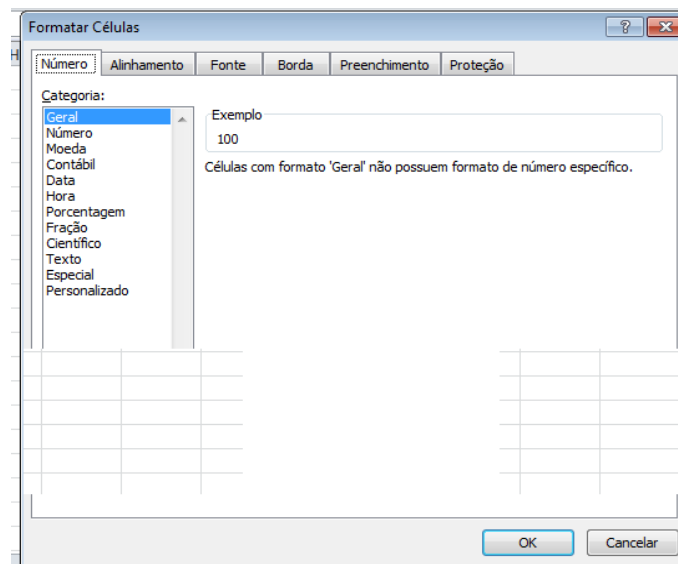 Formatar Células
H
Número Alinhamento Fonte Borda Preenchimento Proteção
Categoria:
Geral
Número
Moeda
Contábil
Data
Hora
Porcentagem
Fração
Científico
Texto
Especial
Personalizado
Exemplo
100
Células com formato 'Geral' não possuem formato de número específico.
OK Cancelar